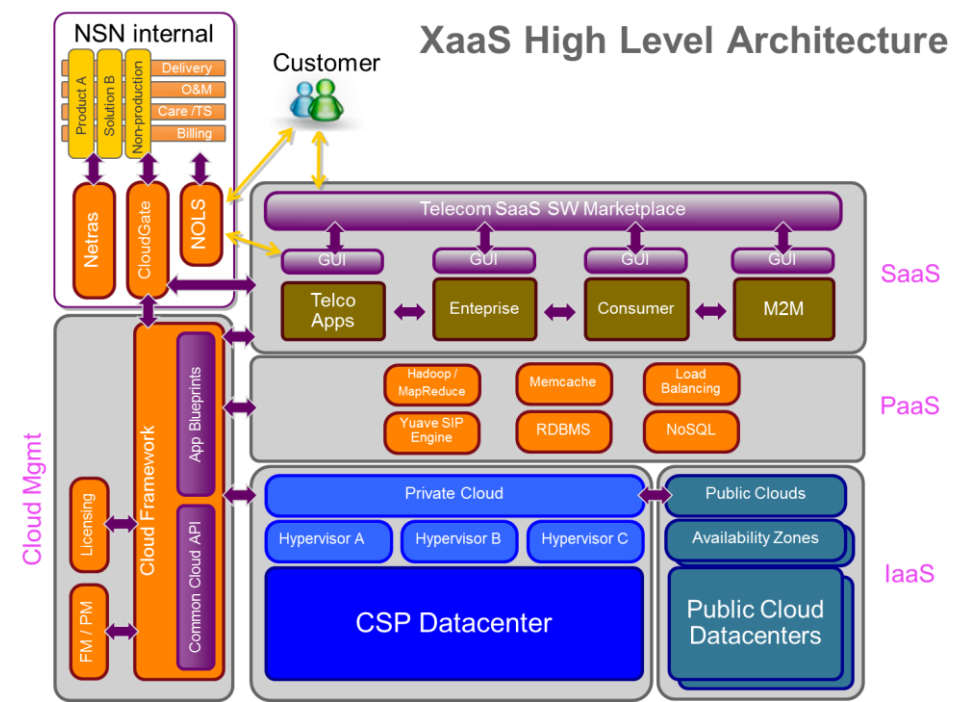 XaaS High Level Architecture
NSN internal
Customer
Product A
Solution B
Non-production
Delivery
O&M
Care /TS
Billing
Netras
CloudGate
NOLS
Telecom SaaS SW Marketplace
GUI
GUI
GUI
GUI
Telco
Apps
Enteprise
Consumer
M2M
SaaS
Hadoop /
MapReduce
Memcache
Load
Balancing
Yuave SIP
Engine
RDBMS
NoSQL
PaaS
Cloud Mgmt
Licensing
FM / PM
Cloud Framework
App Blueprints
Common Cloud API
Private Cloud
Public Clouds
Hypervisor A
Hypervisor B
Hypervisor C
Availability Zones
CSP Datacenter
Public Cloud
Datacenters
IaaS